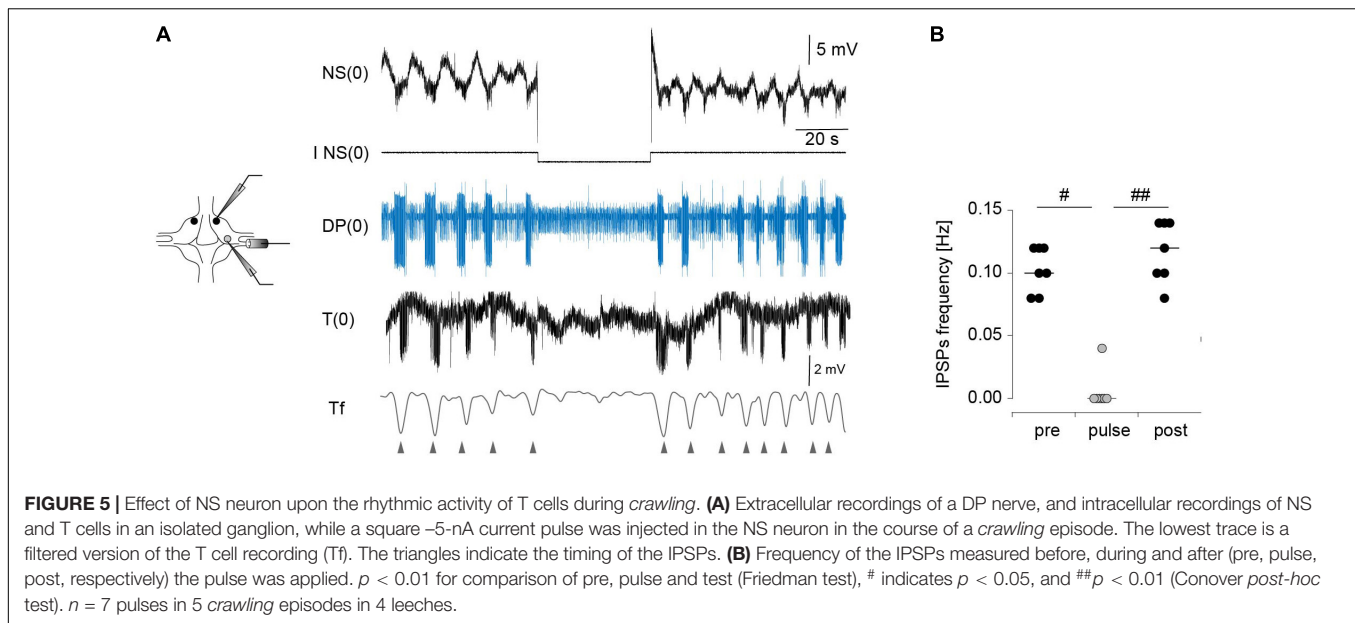 A
B
NS(0)
5 mV
20 s
I NS(0)
DP(0)
T(0)
2 mV
Tf
# ##
0.15
0.10
0.05
0.00
IPSPs frequency [Hz]
pre pulse post
FIGURE 5 | Effect of NS neuron upon the rhythmic activity of T cells during crawling. (A) Extracellular recordings of a DP nerve, and intracellular recordings of NS
and T cells in an isolated ganglion, while a square –5-nA current pulse was injected in the NS neuron in the course of a crawling episode. The lowest trace is a
filtered version of the T cell recording (Tf). The triangles indicate the timing of the IPSPs. (B) Frequency of the IPSPs measured before, during and after (pre, pulse,
post, respectively) the pulse was applied. p < 0.01 for comparison of pre, pulse and test (Friedman test), # indicates p < 0.05, and ##p < 0.01 (Conover post-hoc
test). n = 7 pulses in 5 crawling episodes in 4 leeches.